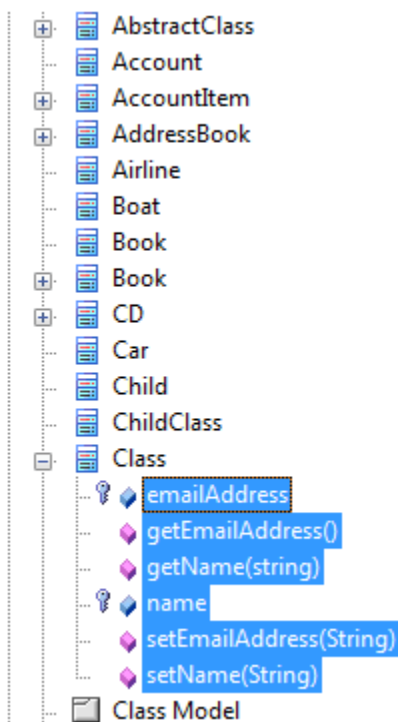 AbstractClass
Account
AccountItem
AddressBook
Airline
Boat
Book
Book
CD
Car
Child
ChildClass
Class
emailAddress
getEmailAddress()
getName(string)
name
setEmailAddress(String)
setName(String)
Class Model